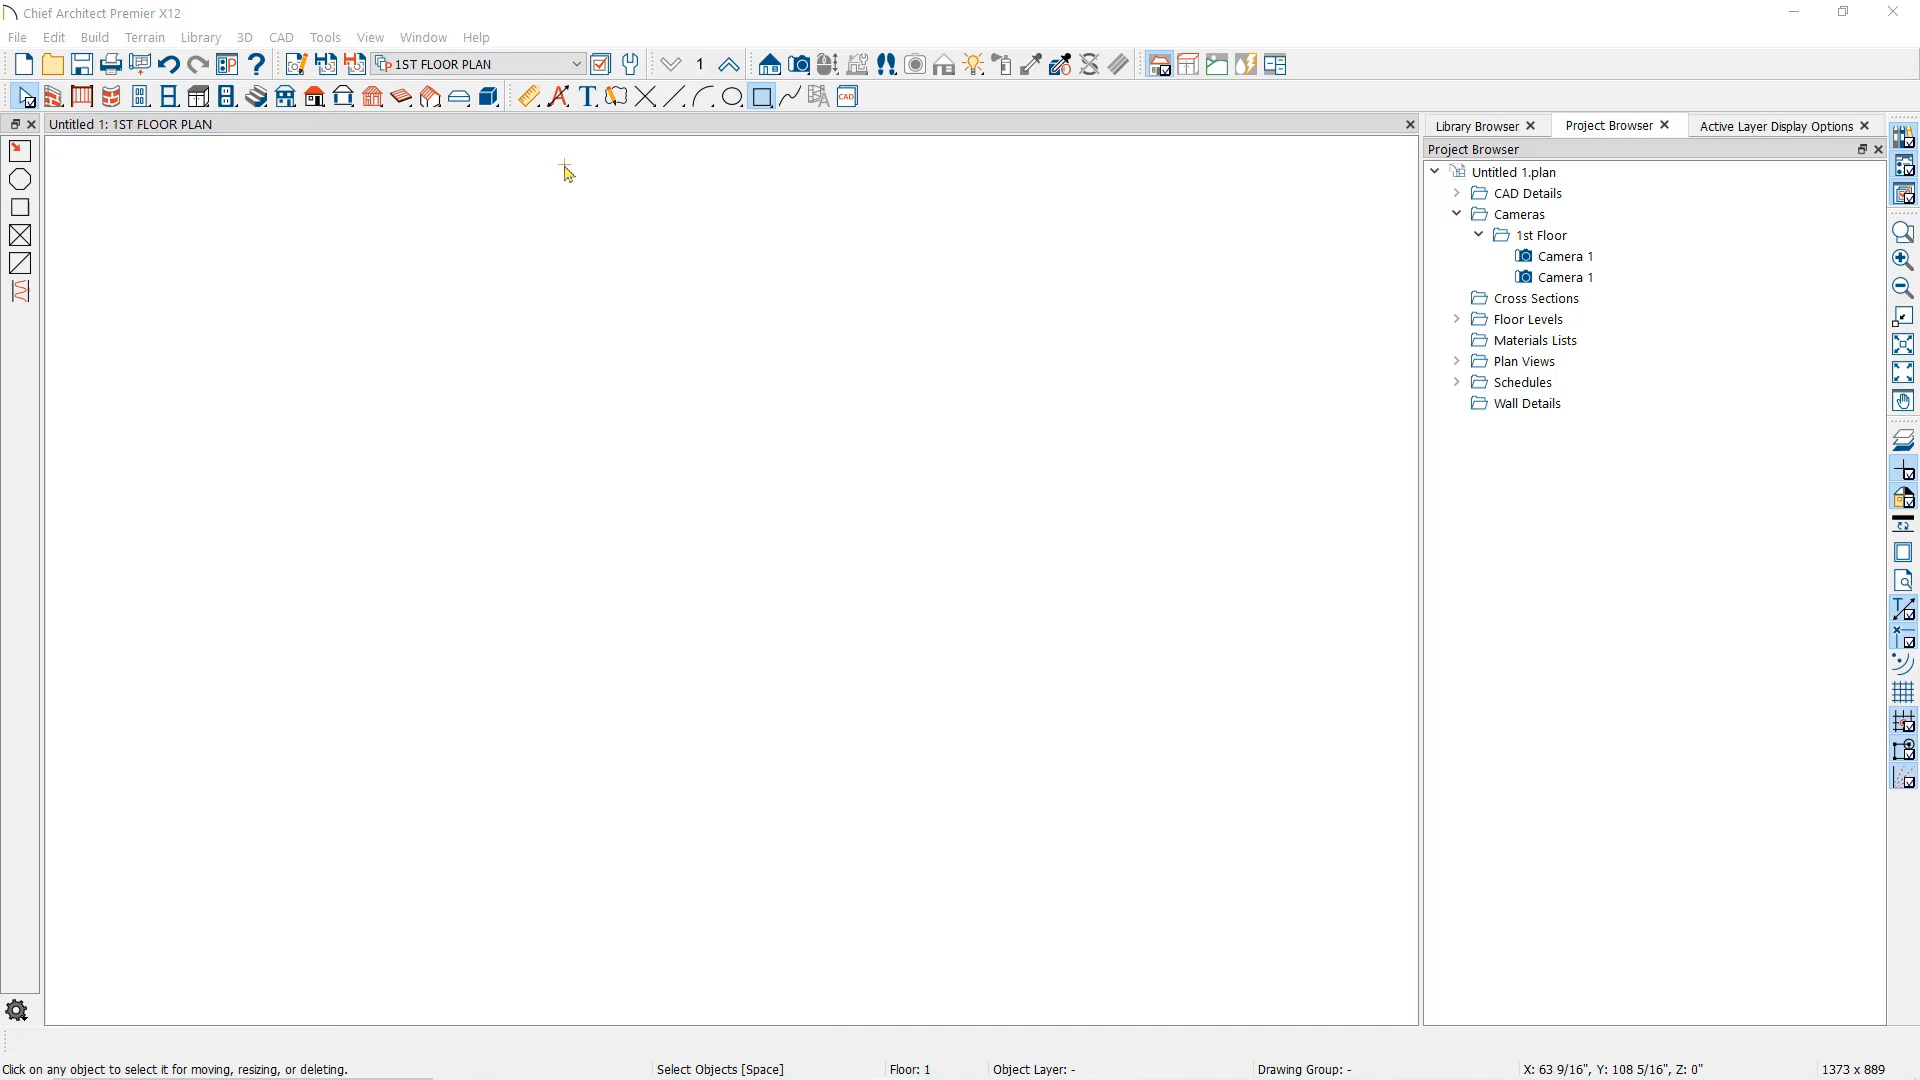 Chief Architect Premier X12
File Edit Build Terrain Library 3D CAD Tools View Window Help
1ST FLOOR PLAN
1
CAD
Untitled 1: 1ST FLOOR PLAN
Library Browser
Project Browser
Active Layer Display Options
Project Browser
Untitled 1.plan
CAD Details
Cameras
1st Floor
Camera 1
Camera 1
Cross Sections
Floor Levels
Materials Lists
Plan Views
Schedules
Wall Details
Click on any object to select it for moving, resizing, or deleting.
Select Objects [Space]
Floor: 1
Object Layer: -
Drawing Group: -
X: 63 9/16", Y: 108 5/16", Z: 0"
1373 x 889